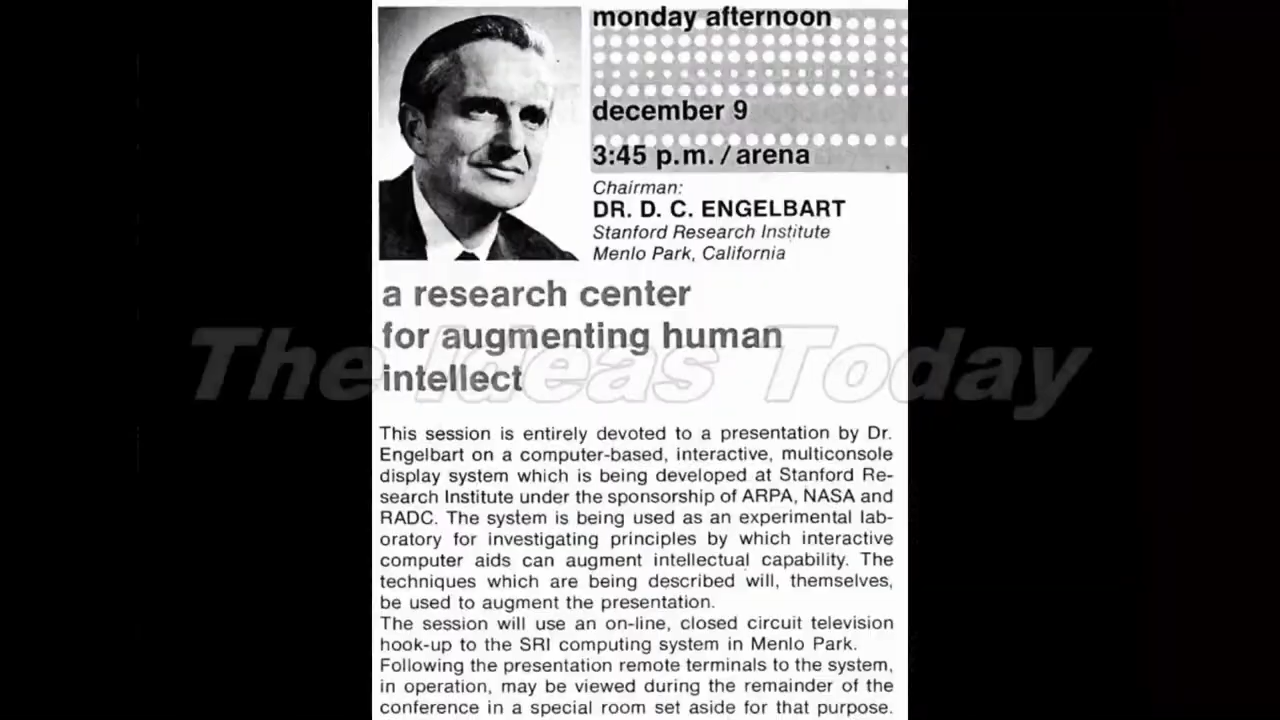 monday afternoon
december 9
3:45 p.m. / arena
Chairman:
DR. D. C. ENGELBART
Stanford Research Institute
Menlo Park, California
a research center
for augmenting human
intellect
The Ideas Today
This session is entirely devoted to a presentation by Dr.
Engelbart on a computer-based, interactive, multiconsole
display system which is being developed at Stanford Re-
search Institute under the sponsorship of ARPA, NASA and
RADC. The system is being used as an experimental lab-
oratory for investigating principles by which interactive
computer aids can augment intellectual capability. The
techniques which are being described will, themselves,
be used to augment the presentation.
The session will use an on-line, closed circuit television
hook-up to the SRI computing system in Menlo Park.
Following the presentation remote terminals to the system,
in operation, may be viewed during the remainder of the
conference in a special room set aside for that purpose.